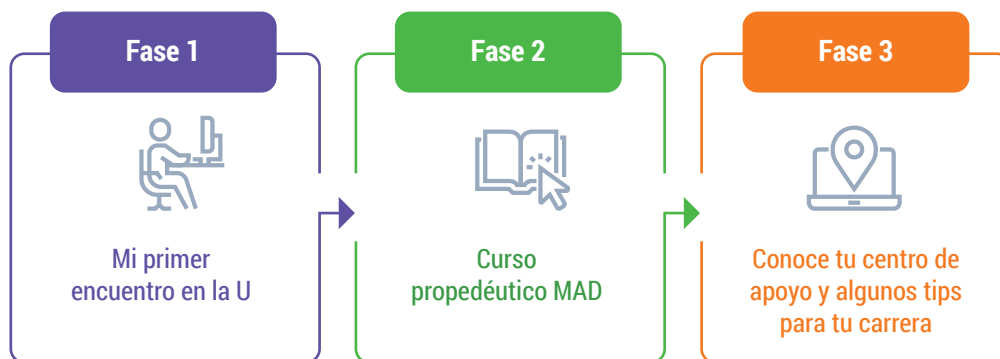 Fase 1
Mi primer
encuentro en la U
Fase 2
Curso
propedéutico MAD
Fase 3
Conoce tu centro de
apoyo y algunos tips
para tu carrera